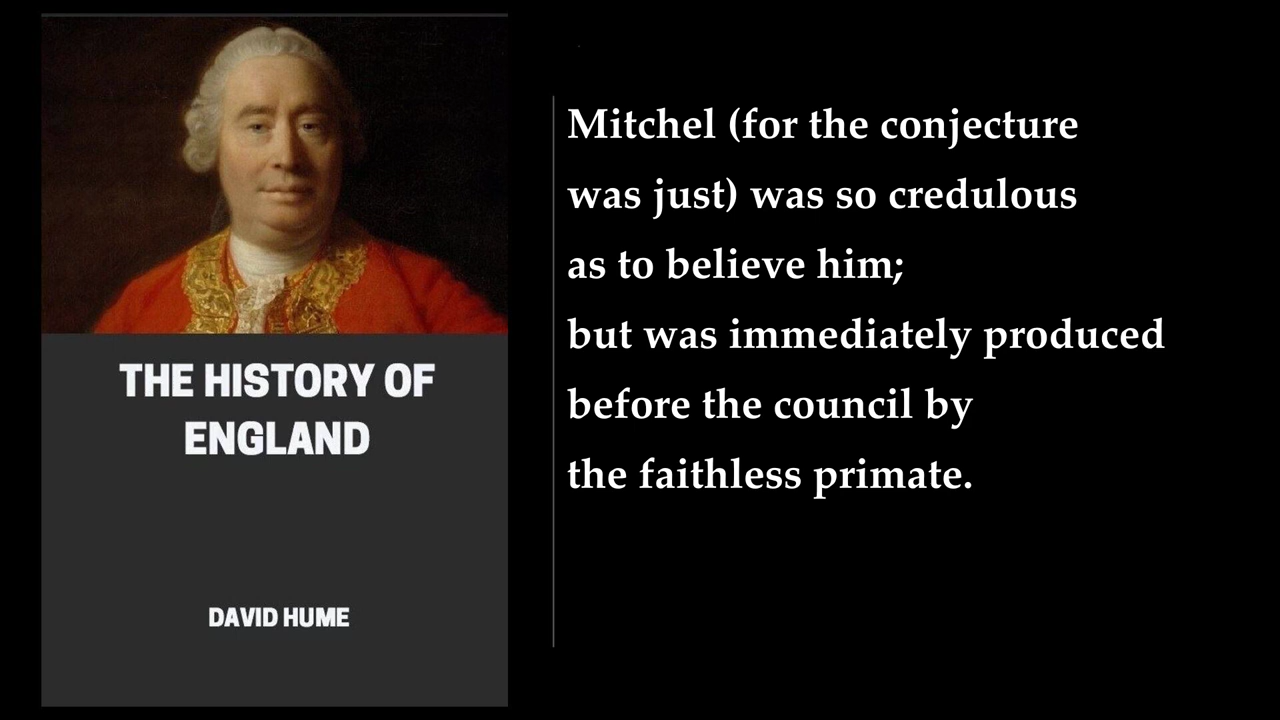 THE HISTORY OF
ENGLAND
DAVID HUME
Mitchel (for the conjecture
was just) was so credulous
as to believe him;
but was immediately produced
before the council by
the faithless primate.